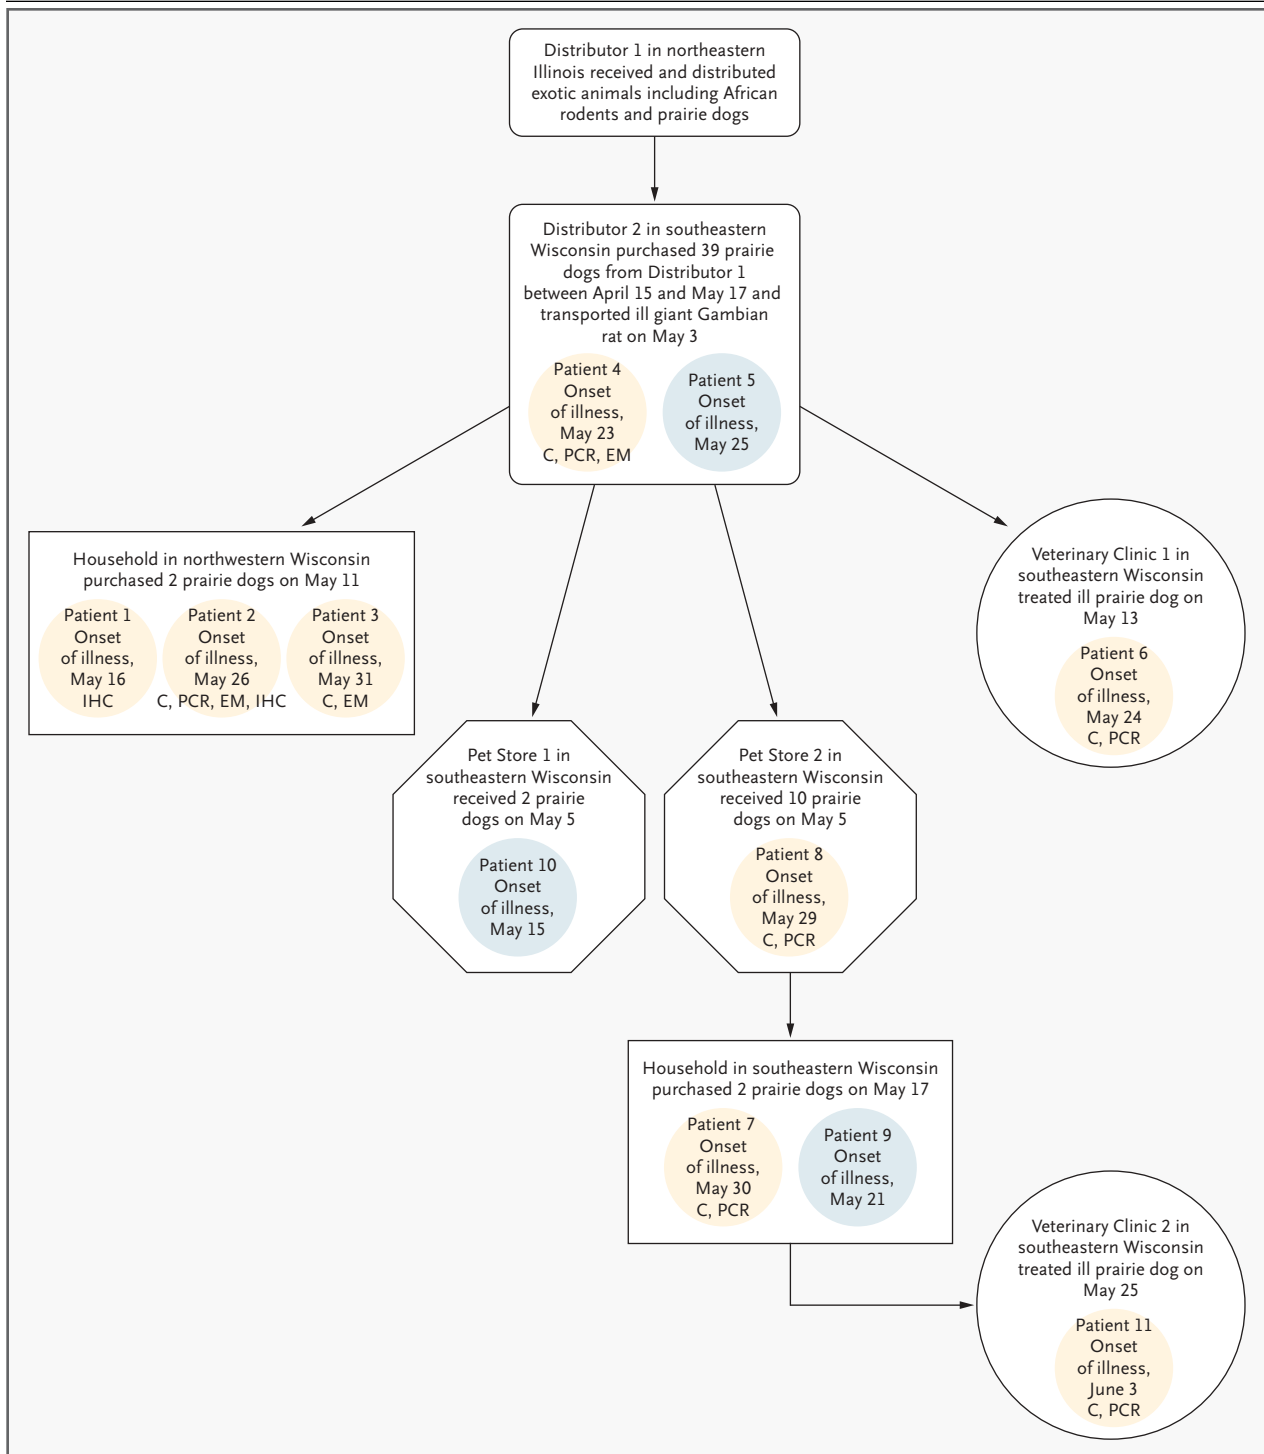 Distributor 1 in northeastern
Illinois received and distributed
exotic animals including African
rodents and prairie dogs
Distributor 2 in southeastern
Wisconsin purchased 39 prairie
dogs from Distributor 1
between April 15 and May 17 and
transported ill giant Gambian
rat on May 3
Patient 4
Onset
of illness,
May 23
C, PCR, EM
Patient 5
Onset
of illness,
May 25
Household in northwestern Wisconsin
purchased 2 prairie dogs on May 11
Patient 1
Onset
of illness,
May 16
IHC
Patient 2
Onset
of illness,
May 26
C, PCR, EM, IHC
Patient 3
Onset
of illness,
May 31
C, EM
Veterinary Clinic 1 in
southeastern Wisconsin
treated ill prairie dog on
May 13
Patient 6
Onset
of illness,
May 24
C, PCR
Pet Store 1 in
southeastern Wisconsin
received 2 prairie
dogs on May 5
Patient 10
Onset
of illness,
May 15
Pet Store 2 in
southeastern Wisconsin
received 10 prairie
dogs on May 5
Patient 8
Onset
of illness,
May 29
C, PCR
Household in southeastern Wisconsin
purchased 2 prairie dogs on May 17
Patient 7
Onset
of illness,
May 30
C, PCR
Patient 9
Onset
of illness,
May 21
Veterinary Clinic 2 in
southeastern Wisconsin
treated ill prairie dog on
May 25
Patient 11
Onset
of illness,
June 3
C, PCR